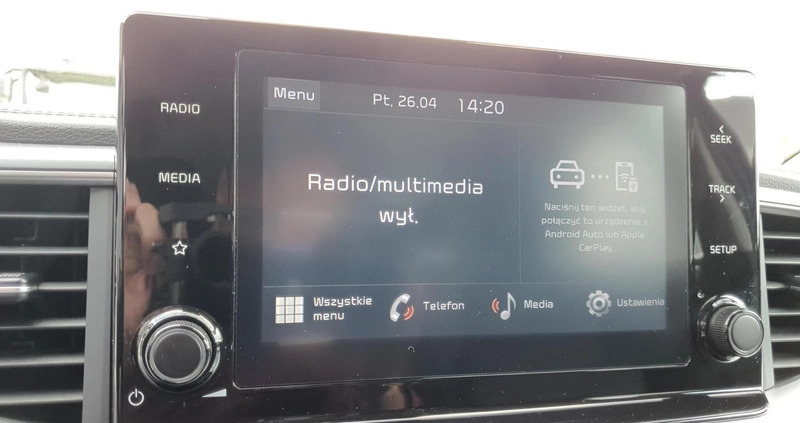 RADIO
MEDIA
Menu
Pt. 26.04 14:20
Radio/multimedia
wył.
Naciśnij ten widżet, aby
połączyć to urządzenie z
Android Auto lub Apple
CarPlay.
Wszystkie
menu
Telefon
Media
Ustawienia
SEEK
TRACK
SETUP